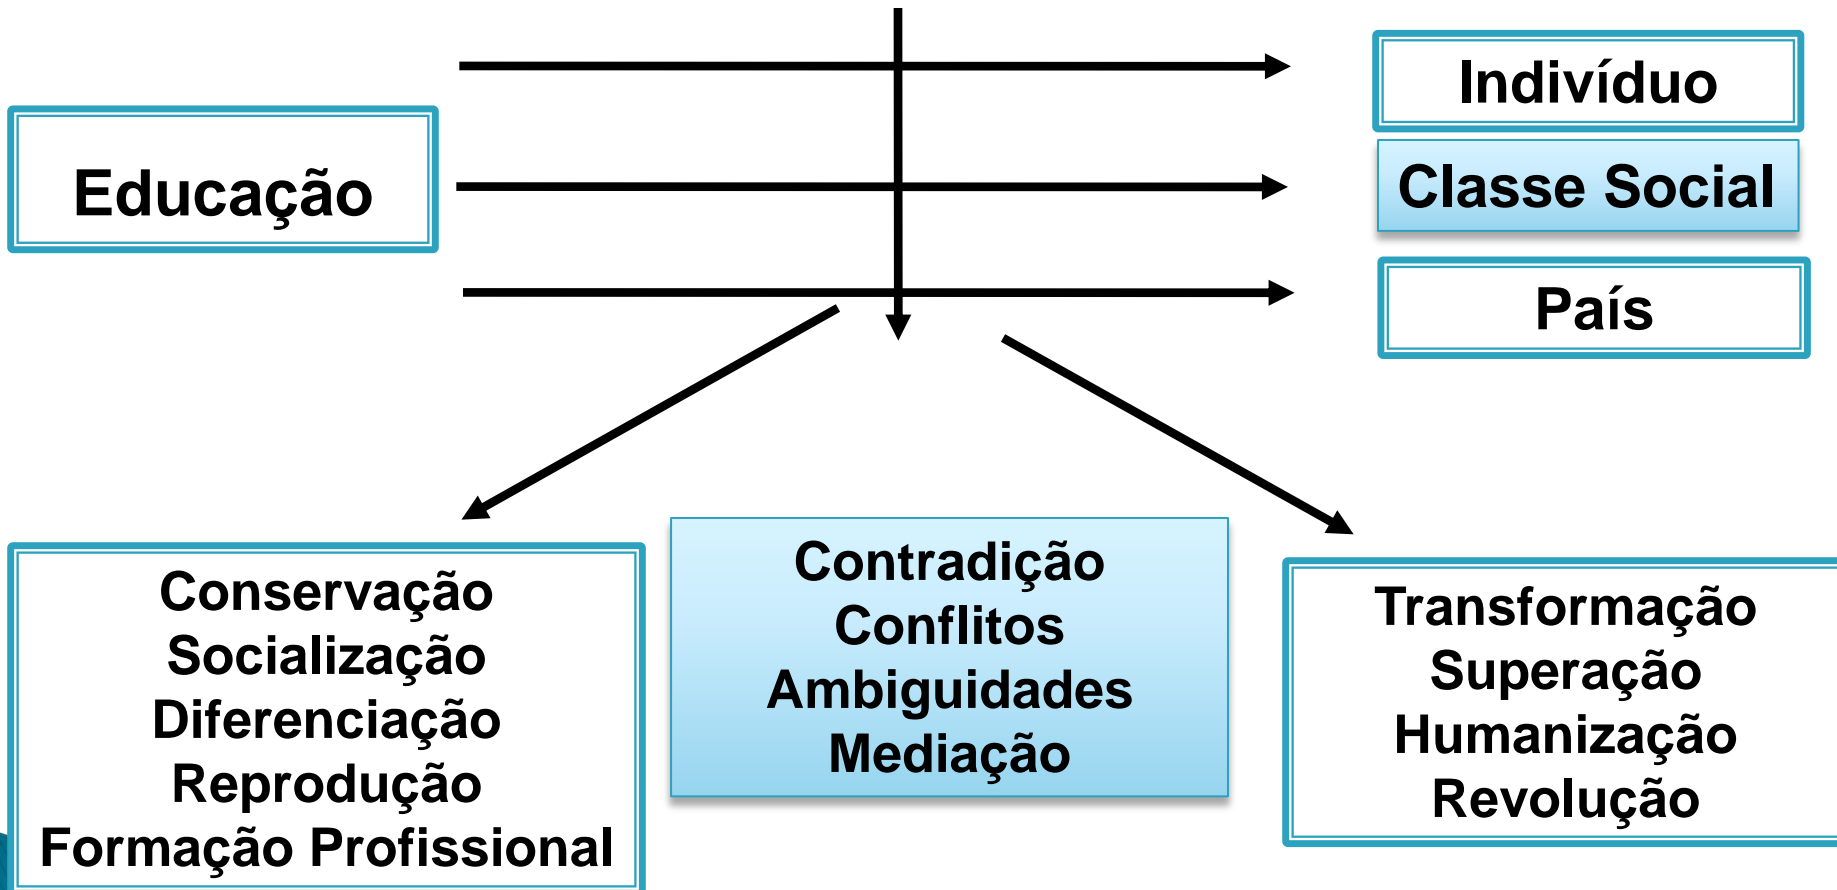 Educação
Indivíduo
Classe Social
País
Conservação
Socialização
Diferenciação
Reprodução
Formação Profissional
Contradição
Conflitos
Ambiguidades
Mediação
Transformação
Superação
Humanização
Revolução